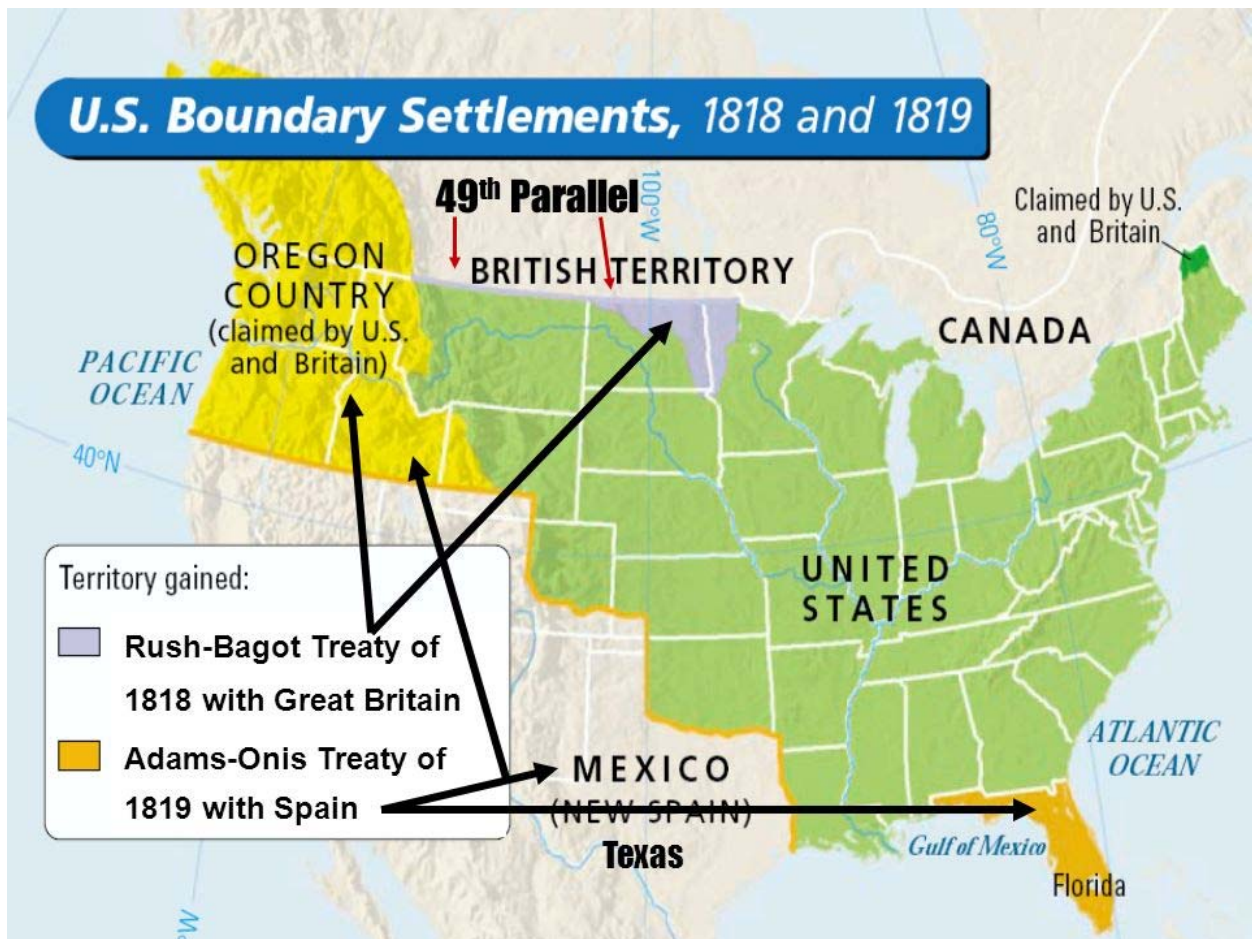 U.S. Boundary Settlements, 1818 and 1819
49th Parallel
100°W
80°W
Claimed by U.S.
and Britain
OREGON
COUNTRY
(claimed by U.S.
and Britain)
BRITISH TERRITORY
CANADA
PACIFIC
OCEAN
40°N
UNITED
STATES
Territory gained:
Rush-Bagot Treaty of
1818 with Great Britain
Adams-Onis Treaty of
1819 with Spain
MEXICO
(NEW SPAIN)
Texas
ATLANTIC
OCEAN
Gulf of Mexico
Florida